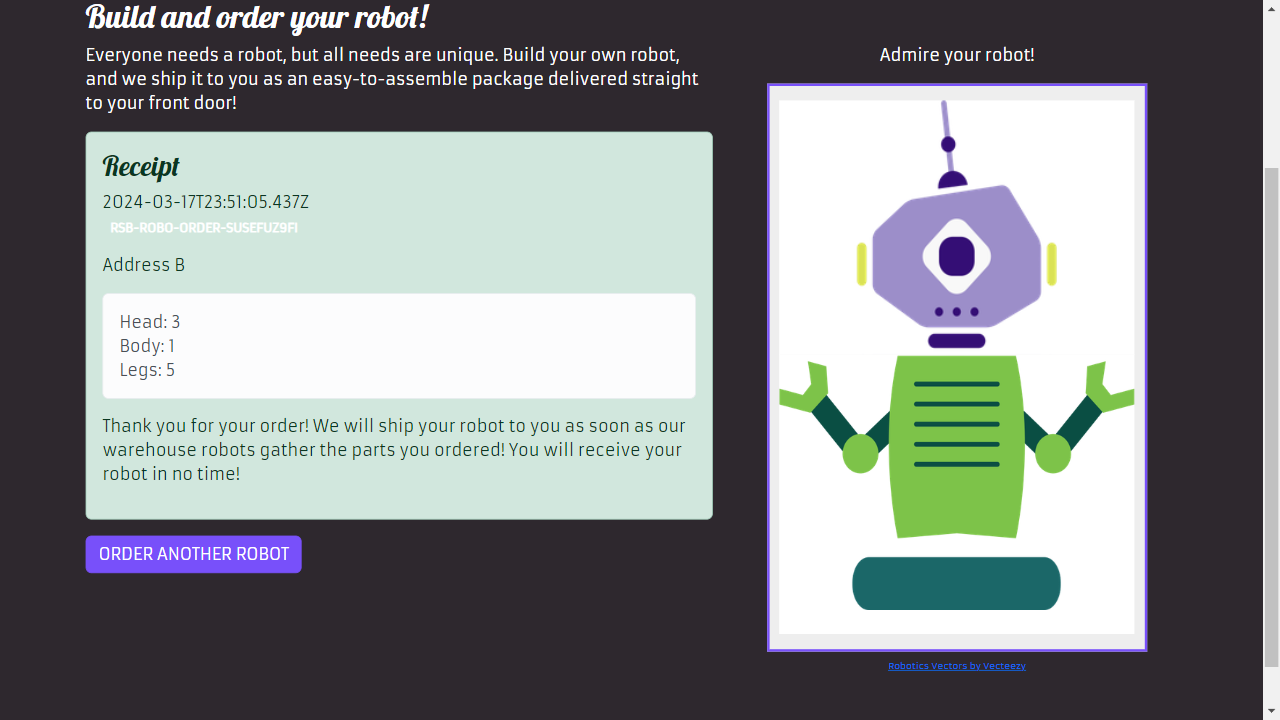 Build and order your robot!
Everyone needs a robot, but all needs are unique. Build your own robot,
and we ship it to you as an easy-to-assemble package delivered straight
to your front door!
Receipt
2024-03-17T23:51:05.437Z
RSB-ROBO-ORDER-SUSEFUZ9FI
Address B
Head: 3
Body: 1
Legs: 5
Thank you for your order! We will ship your robot to you as soon as our
warehouse robots gather the parts you ordered! You will receive your
robot in no time!
ORDER ANOTHER ROBOT
Admire your robot!
Robotics Vectors by Vecteezy